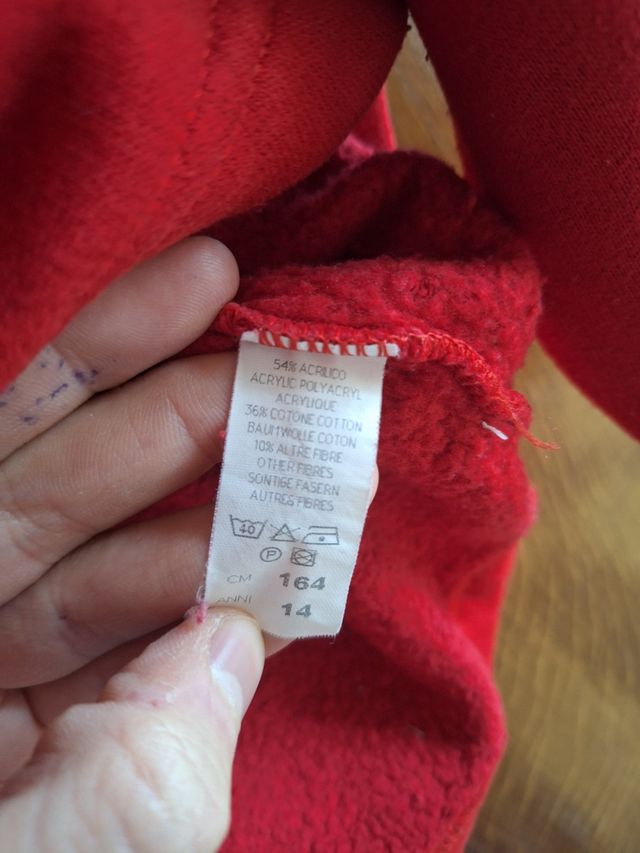 54% ACRILICO
ACRYLIC POLYACRYL
ACRYLIQUE
36% COTONE COTTON
BAUMWOLLE COTON
10% ALTRE FIBRE
OTHER FIBRES
SONTIGE FASERN
AUTRES FIBRES
40
P
CM 164
ANNI 14